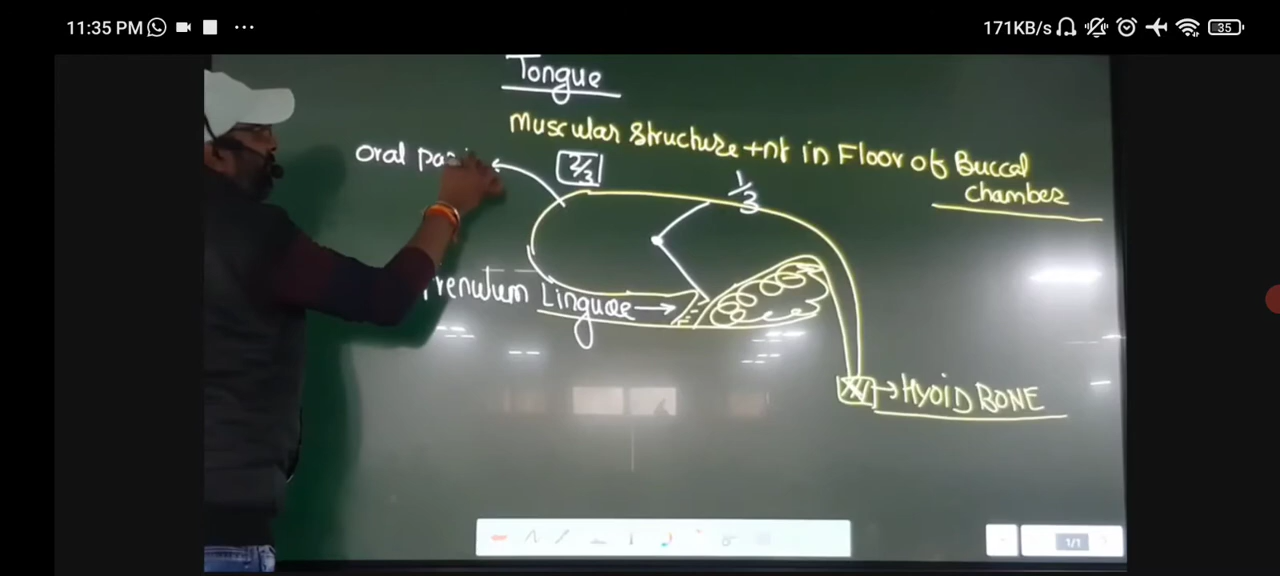 11:35 PM
171KB/s
35
Tongue
Muscular Structure +nt in Floor of Buccal
chamber
oral par
2/3
1/3
renulum Linguae
HYOID BONE
1/1